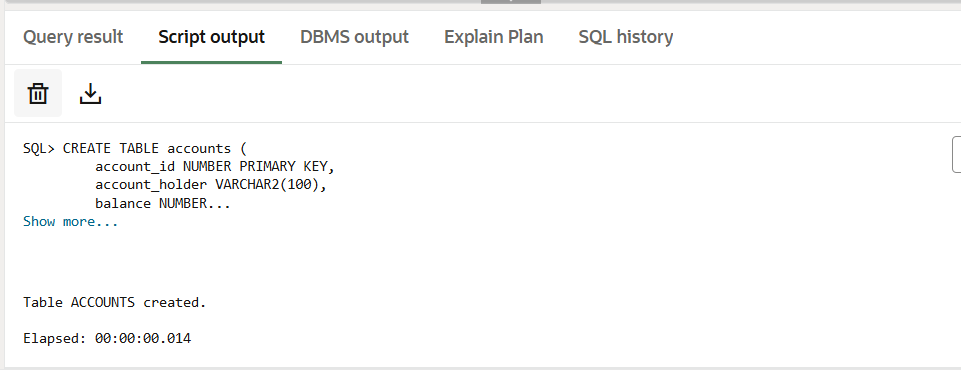 Query result Script output DBMS output Explain Plan SQL history
SQL> CREATE TABLE accounts (
account_id NUMBER PRIMARY KEY,
account_holder VARCHAR2(100),
balance NUMBER...
Show more...
Table ACCOUNTS created.
Elapsed: 00:00:00.014